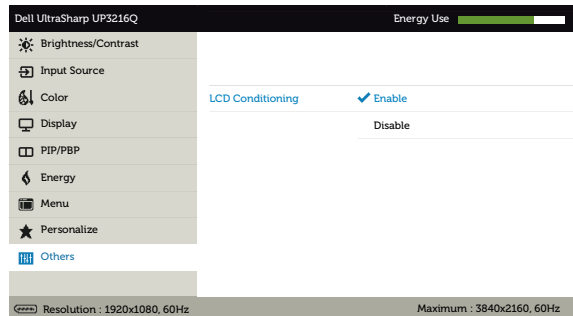 Dell UltraSharp UP3216Q
Energy Use
Brightness/Contrast
Input Source
Color
LCD Conditioning
Enable
Display
Disable
PIP/PBP
Energy
Menu
Personalize
Others
Resolution : 1920x1080, 60Hz
Maximum : 3840x2160, 60Hz